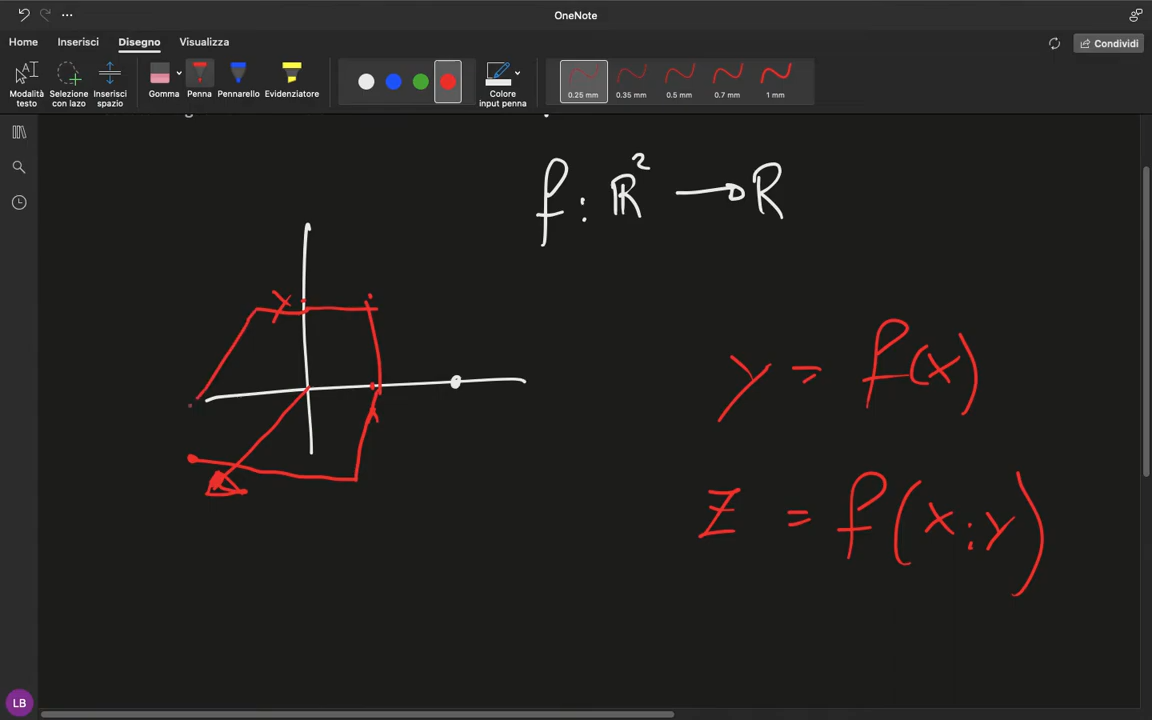 OneNote
Home Inserisci Disegno Visualizza
Condividi
Modalità testo
Selezione con lazo
Inserisci spazio
Gomma
Penna
Pennarello
Evidenziatore
Colore input penna
0.25 mm
0.35 mm
0.5 mm
0.7 mm
1 mm
f: ℝ² → ℝ
y = f(x)
z = f(x;y)
LB